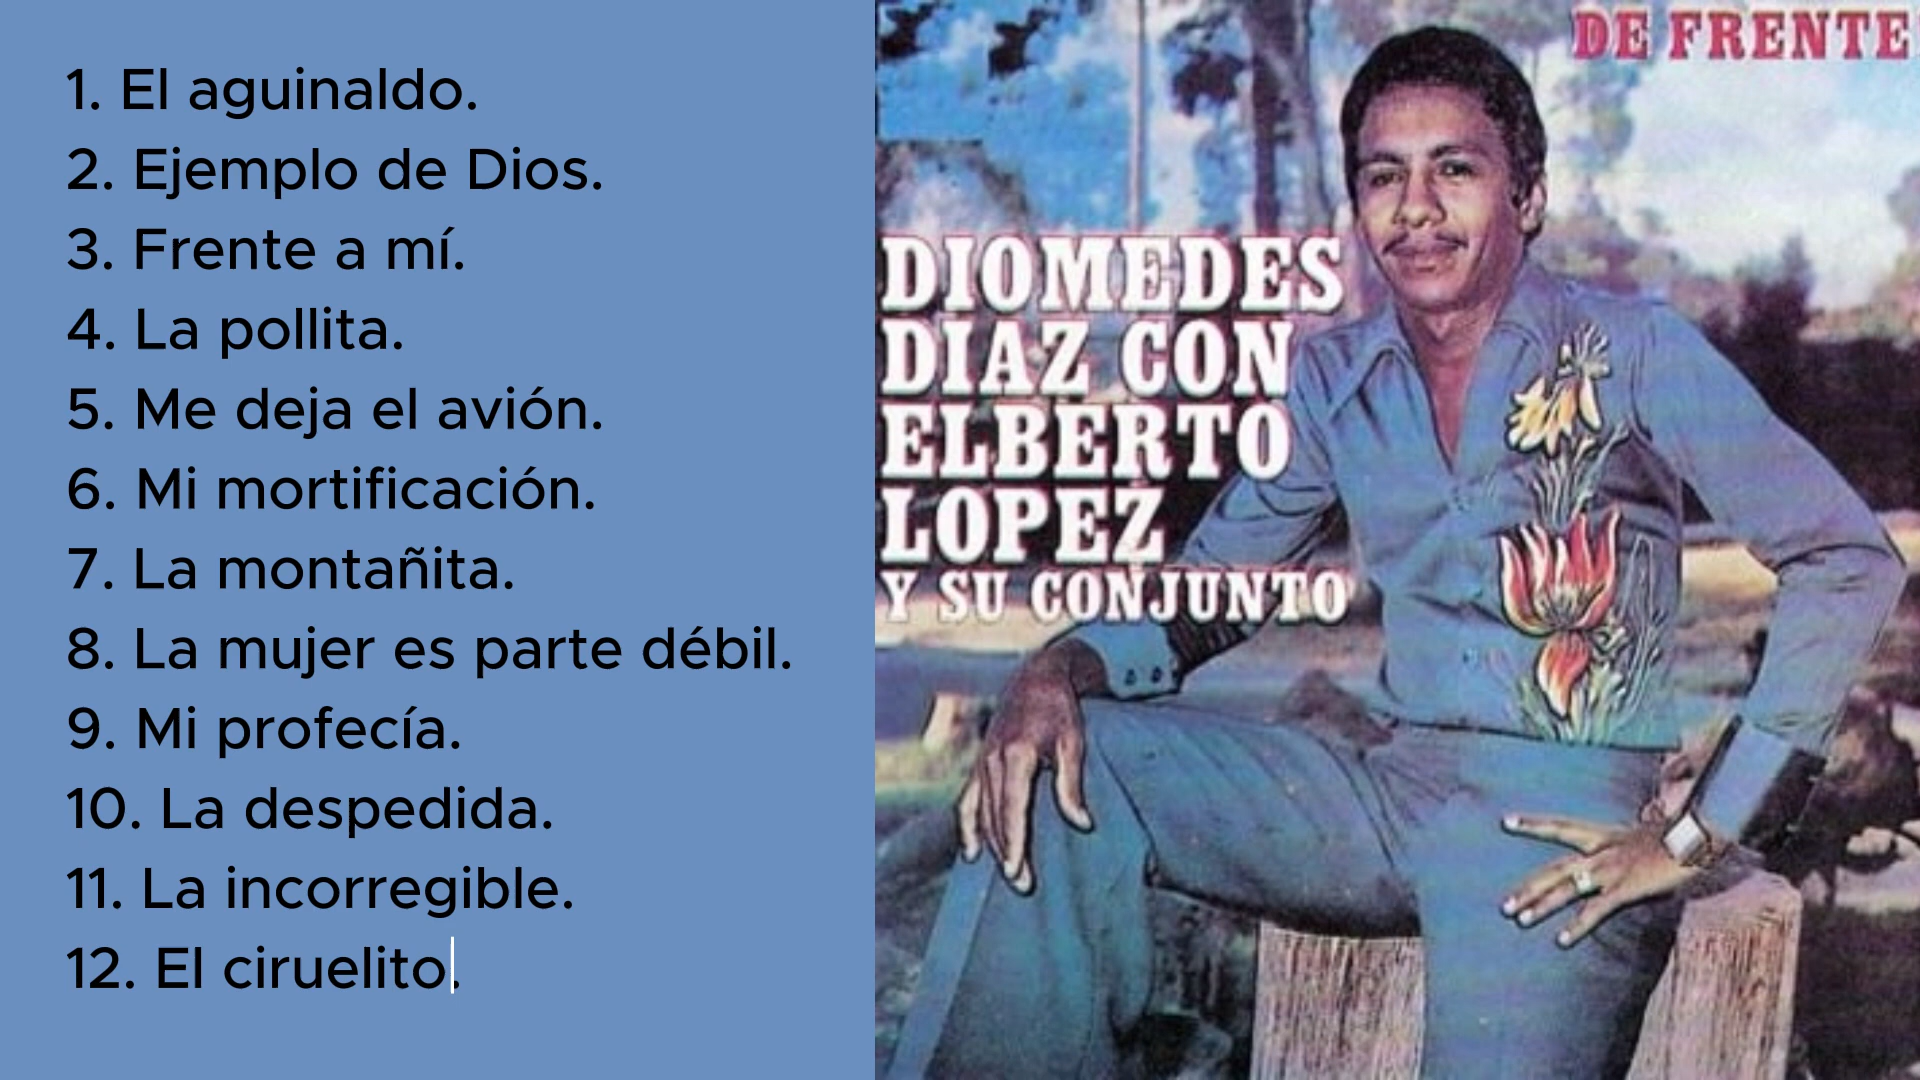 1. El aguinaldo.
2. Ejemplo de Dios.
3. Frente a mí.
4. La pollita.
5. Me deja el avión.
6. Mi mortificación.
7. La montañita.
8. La mujer es parte débil.
9. Mi profecía.
10. La despedida.
11. La incorregible.
12. El ciruelito.
DE FRENTE
DIOMEDES
DIAZ CON
ELBERTO
LOPEZ
Y SU CONJUNTO